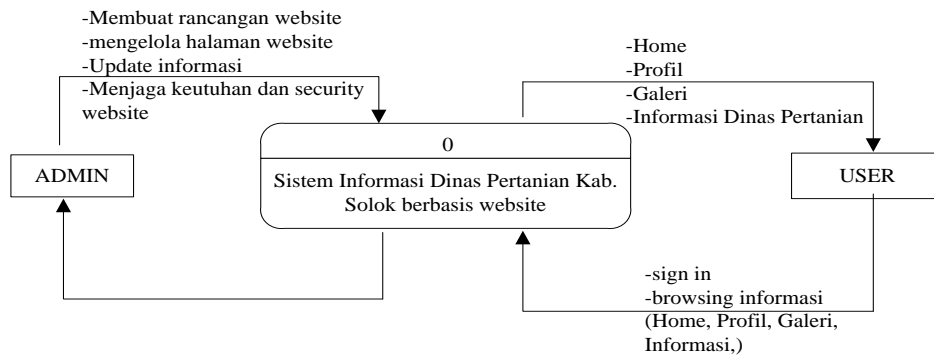 -Membuat rancangan website
-mengelola halaman website
-Update informasi
-Menjaga keutuhan dan security
website
-Home
-Profil
-Galeri
-Informasi Dinas Pertanian
0
ADMIN
Sistem Informasi Dinas Pertanian Kab.
Solok berbasis website
USER
-sign in
-browsing informasi
(Home, Profil, Galeri,
Informasi,)